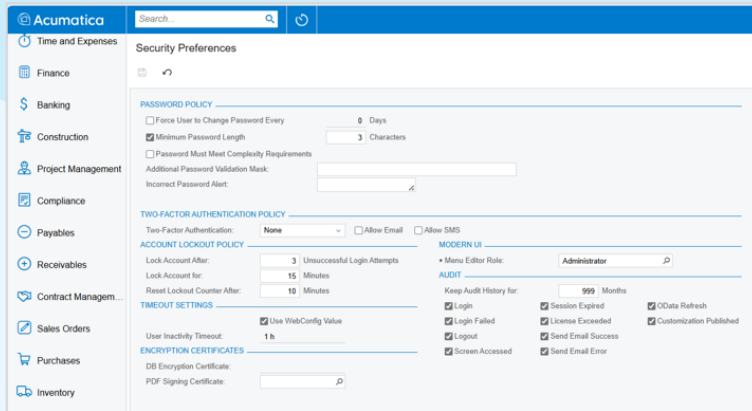 Acumatica
Search...
Time and Expenses
Finance
Banking
Construction
Project Management
Compliance
Payables
Receivables
Contract Managem...
Sales Orders
Purchases
Inventory
Security Preferences
PASSWORD POLICY
Force User to Change Password Every 0 Days
Minimum Password Length 3 Characters
Password Must Meet Complexity Requirements
Additional Password Validation Mask:
Incorrect Password Alert:
TWO-FACTOR AUTHENTICATION POLICY
Two-Factor Authentication: None Allow Email Allow SMS
ACCOUNT LOCKOUT POLICY
Lock Account After: 3 Unsuccessful Login Attempts
Lock Account for: 15 Minutes
Reset Lockout Counter After: 10 Minutes
TIMEOUT SETTINGS
Use WebConfig Value
User Inactivity Timeout: 1 h
ENCRYPTION CERTIFICATES
DB Encryption Certificate:
PDF Signing Certificate:
MODERN UI
Menu Editor Role: Administrator
AUDIT
Keep Audit History for: 999 Months
Login Session Expired OData Refresh
Login Failed License Exceeded Customization Published
Logout Send Email Success
Screen Accessed Send Email Error